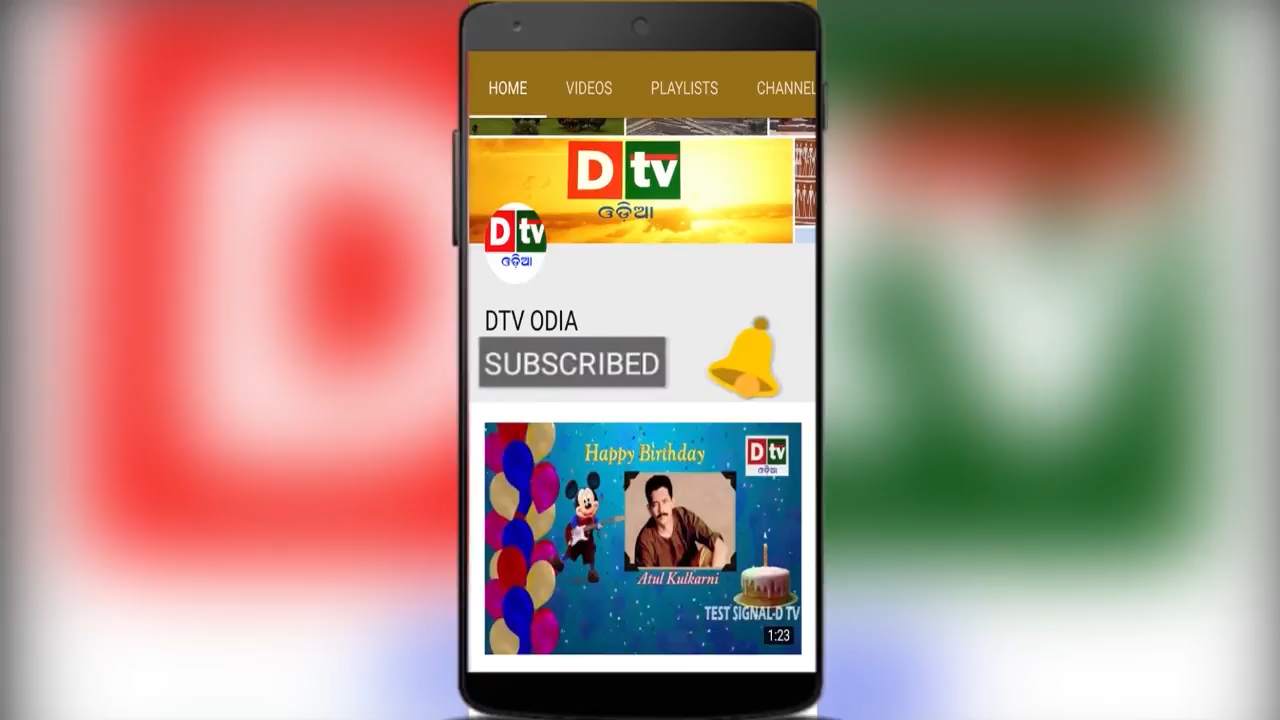 HOME VIDEOS PLAYLISTS CHANNEL
D tv
ଓଡ଼ିଆ
D tv
ଓଡ଼ିଆ
DTV ODIA
SUBSCRIBED
Happy Birthday
D tv
ଓଡ଼ିଆ
Atul Kulkarni
TEST SIGNAL-D TV
1:23